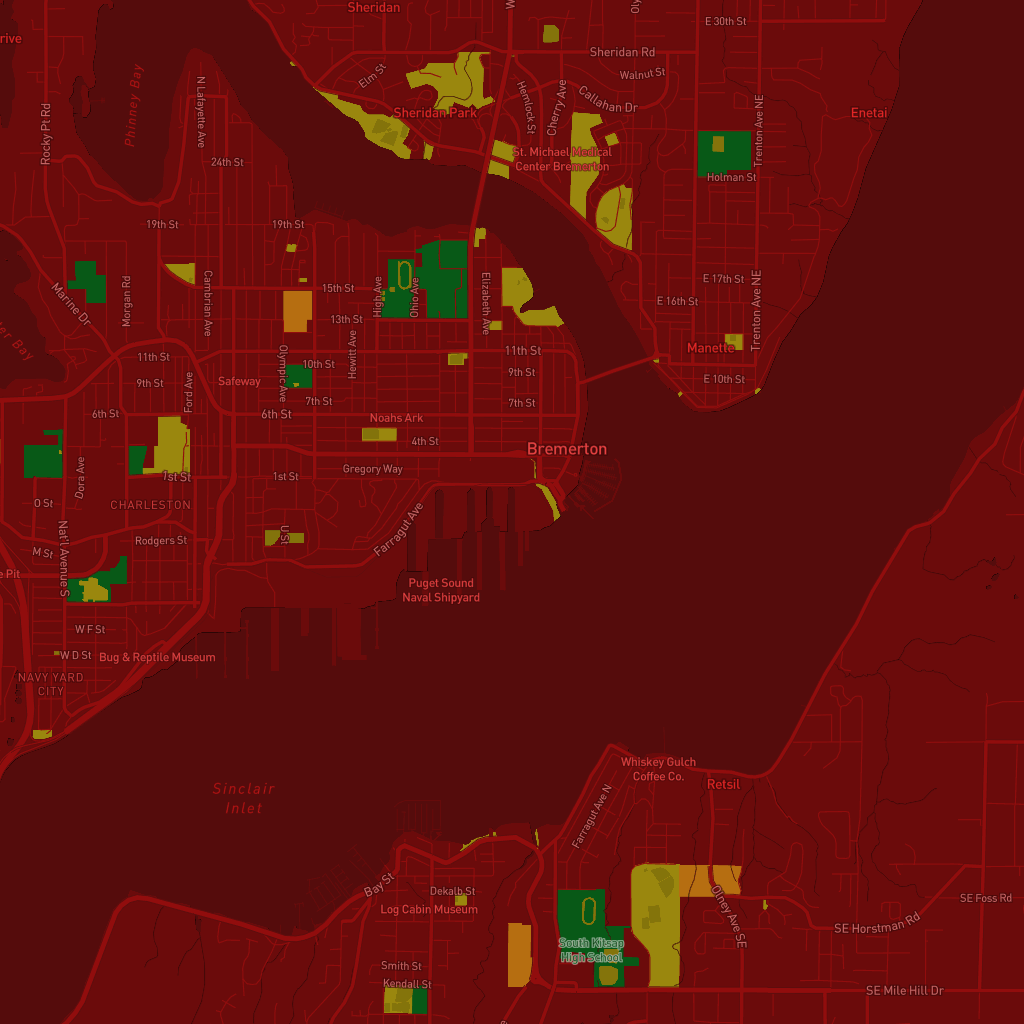 Sheridan
E 30th St
Sheridan Rd
Elm St
Walnut St
Callahan Dr
Hemlock St
Cherry Ave
Sheridan Park
Enetai
Phinney Bay
N Lafayette Ave
Rocky Pt Rd
Trenton Ave NE
24th St
St. Michael Medical
Center Bremerton
Holman St
19th St
19th St
Marine Dr
Morgan Rd
Cambrian Ave
15th St
High Ave
Ohio Ave
Elizabeth Ave
E 17th St
E 16th St
Trenton Ave NE
13th St
Hewitt Ave
Olympic Ave
11th St
10th St
11th St
Manette
9th St
Safeway
Ford Ave
9th St
E 10th St
7th St
7th St
6th St
6th St
Noahs Ark
4th St
Bremerton
Dora Ave
1st St
1st St
Gregory Way
O St
CHARLESTON
Nat'l Avenue S
M St
Rodgers St
U St
Farragut Ave
Puget Sound
Naval Shipyard
W F St
W D St
Bug & Reptile Museum
NAVY YARD
CITY
Sinclair
Inlet
Whiskey Gulch
Coffee Co.
Retsil
Farragut Ave N
Bay St
Dekalb St
Log Cabin Museum
Olney Ave SE
SE Foss Rd
SE Horstman Rd
South Kitsap
High School
Smith St
Kendall St
SE Mile Hill Dr